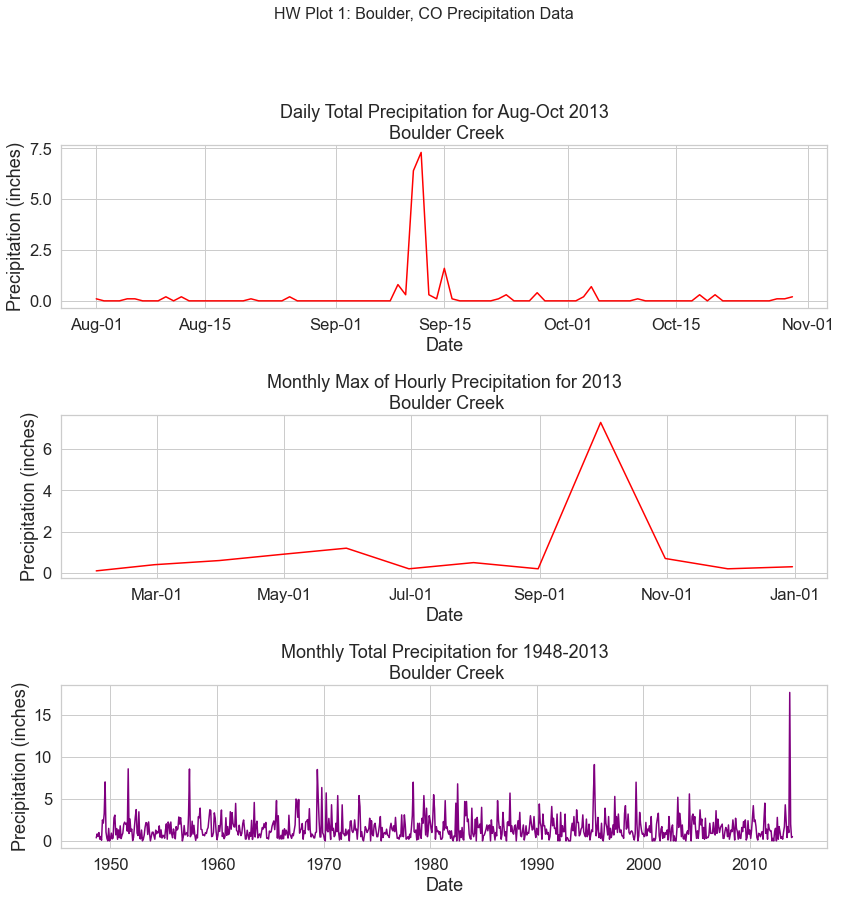 HW Plot 1: Boulder, CO Precipitation Data
Daily Total Precipitation for Aug-Oct 2013
Boulder Creek
Precipitation (inches)
7.5
5.0
2.5
0.0
Aug-01 Aug-15 Sep-01 Sep-15 Oct-01 Oct-15 Nov-01
Date
Monthly Max of Hourly Precipitation for 2013
Boulder Creek
Precipitation (inches)
6
4
2
0
Mar-01 May-01 Jul-01 Sep-01 Nov-01 Jan-01
Date
Monthly Total Precipitation for 1948-2013
Boulder Creek
Precipitation (inches)
15
10
5
0
1950 1960 1970 1980 1990 2000 2010
Date